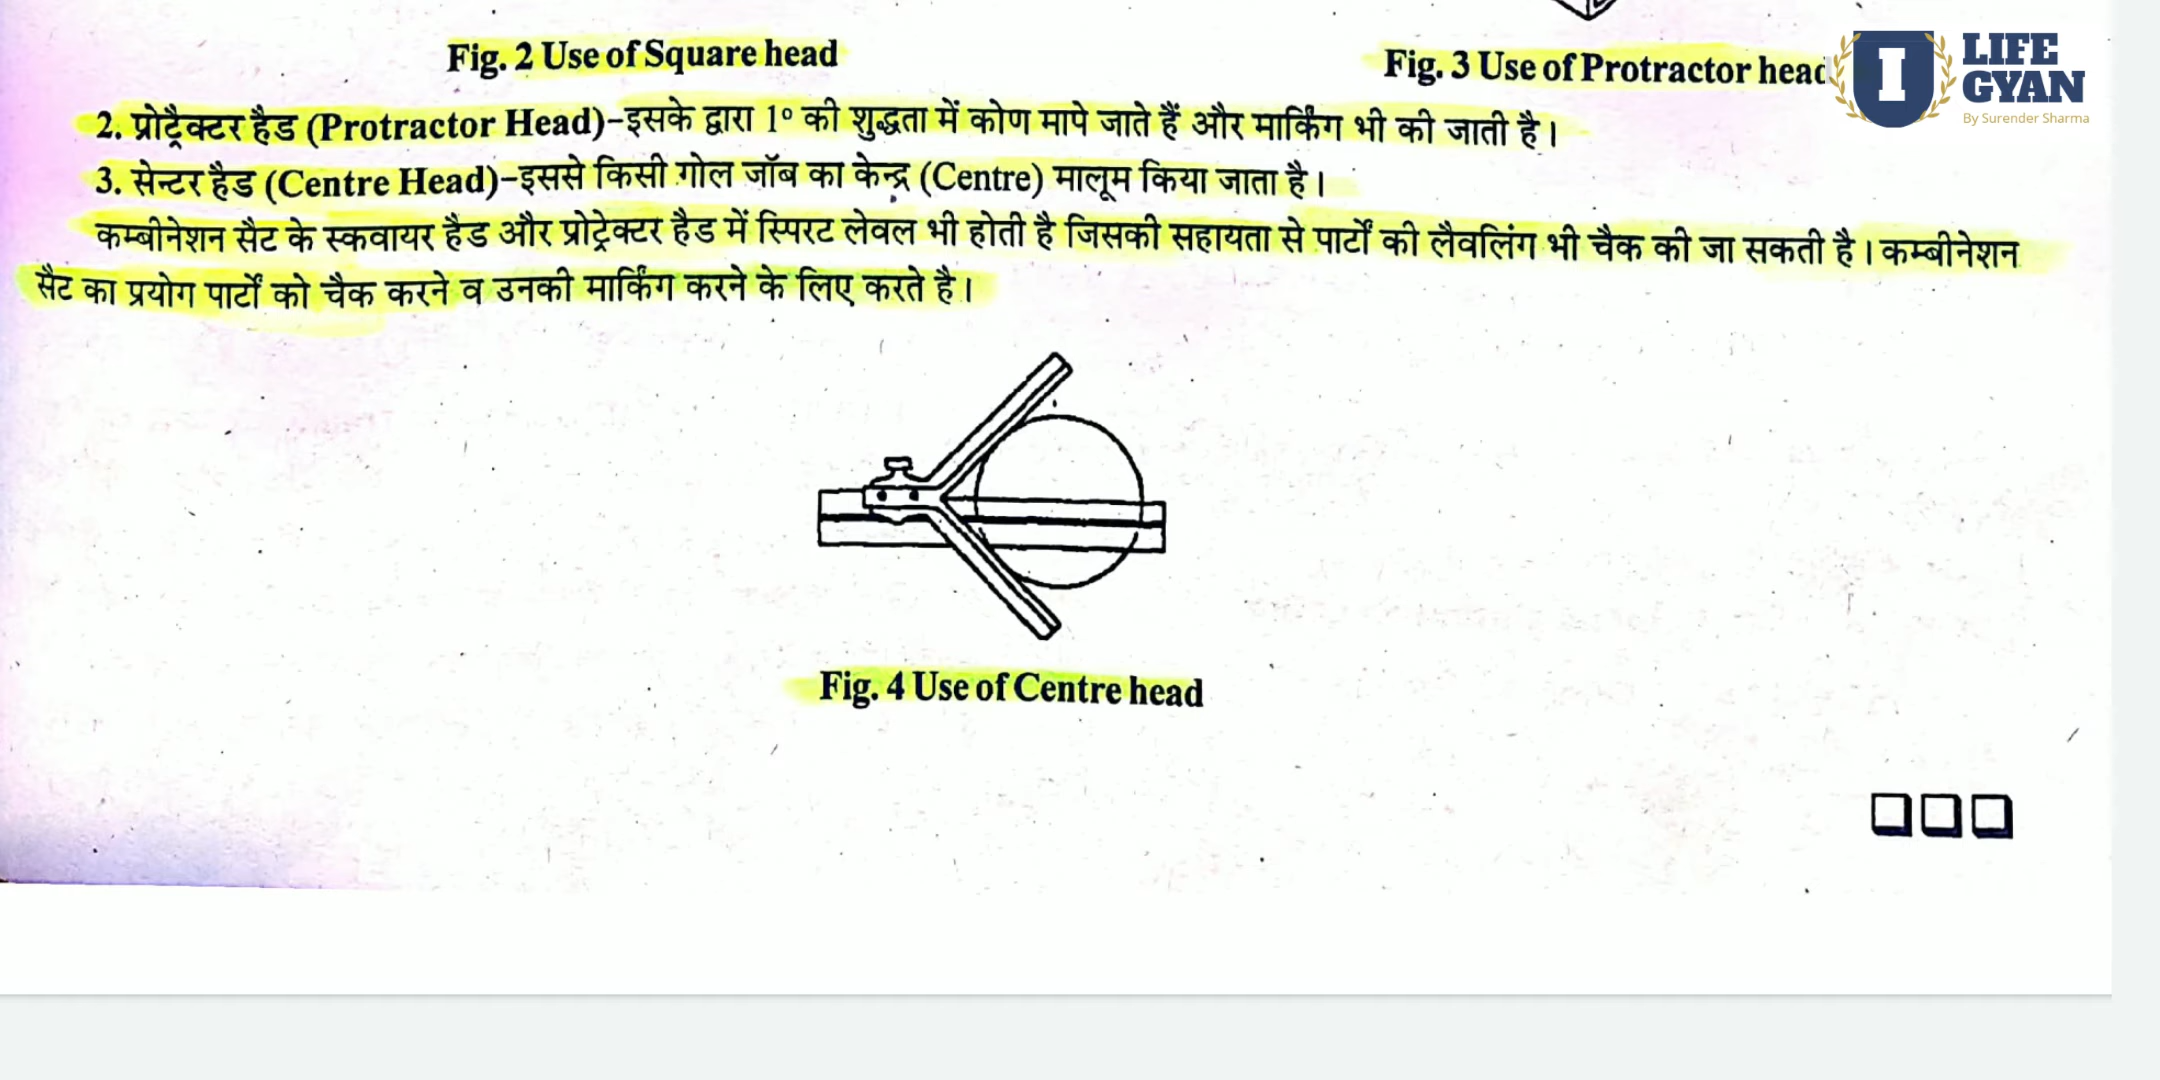 Fig. 2 Use of Square head
Fig. 3 Use of Protractor head
I LIFE GYAN
By Surender Sharma
2. प्रोट्रैक्टर हैड (Protractor Head)-इसके द्वारा 1° की शुद्धता में कोण मापे जाते हैं और मार्किंग भी की जाती है।
3. सेन्टर हैड (Centre Head)-इससे किसी गोल जॉब का केन्द्र (Centre) मालूम किया जाता है।
कम्बीनेशन सैट के स्कवायर हैड और प्रोट्रेक्टर हैड में स्पिरट लेवल भी होती है जिसकी सहायता से पार्टों की लैवलिंग भी चैक की जा सकती है। कम्बीनेशन
सैट का प्रयोग पार्टों को चैक करने व उनकी मार्किंग करने के लिए करते है।
Fig. 4 Use of Centre head